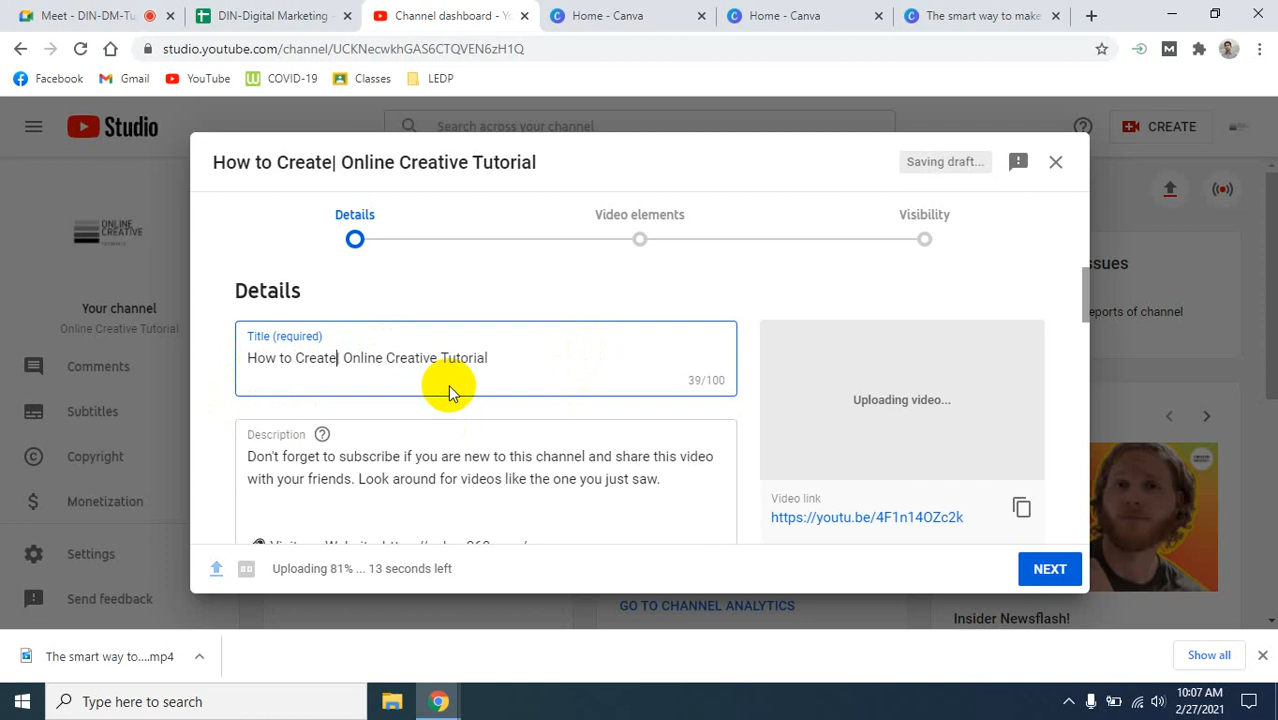 Meet - DIN-DM-Tu
DIN-Digital Marketing -
Channel dashboard - Yo
Home - Canva
Home - Canva
The smart way to make
studio.youtube.com/channel/UCKNecwkhGAS6CTQVEN6zH1Q
Facebook
Gmail
YouTube
COVID-19
Classes
LEDP
Studio
Search across your channel
CREATE
How to Create| Online Creative Tutorial
Saving draft...
Details
Video elements
Visibility
ONLINE
CREATIVE
Your channel
Online Creative Tutorial
Comments
Subtitles
Copyright
Monetization
Settings
Send feedback
Details
Title (required)
How to Create| Online Creative Tutorial
39/100
Description
Don't forget to subscribe if you are new to this channel and share this video
with your friends. Look around for videos like the one you just saw.
Uploading video...
Video link
https://youtu.be/4F1n14OZc2k
Uploading 81% ... 13 seconds left
NEXT
ssues
eports of channel
GO TO CHANNEL ANALYTICS
Insider Newsflash!
The smart way to....mp4
Show all
Type here to search
10:07 AM
2/27/2021